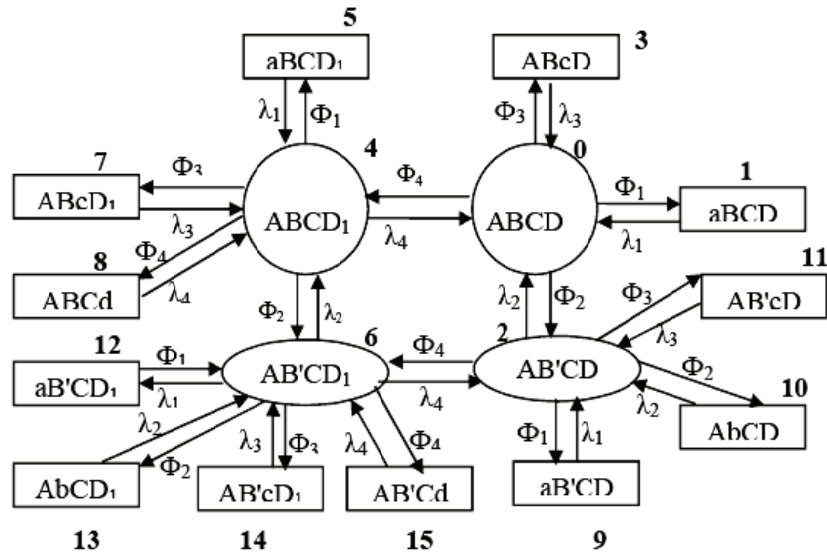 5
aBCD₁
3
ABcD
λ₁
Φ₁
Φ₃
λ₃
7
ABcD₁
Φ₃
λ₃
4
ABCD₁
Φ₄
λ₄
0
ABCD
Φ₁
λ₁
1
aBCD
8
ABCd
Φ₄
λ₄
Φ₂
λ₂
λ₂
Φ₂
Φ₃
λ₃
11
AB'cD
12
aB'CD₁
Φ₁
λ₁
6
AB'CD₁
Φ₄
λ₄
2
AB'CD
Φ₂
λ₂
10
AbCD
λ₂
Φ₂
AbCD₁
13
λ₃
Φ₃
AB'cD₁
14
λ₄
Φ₄
AB'Cd
15
Φ₁
λ₁
aB'CD
9